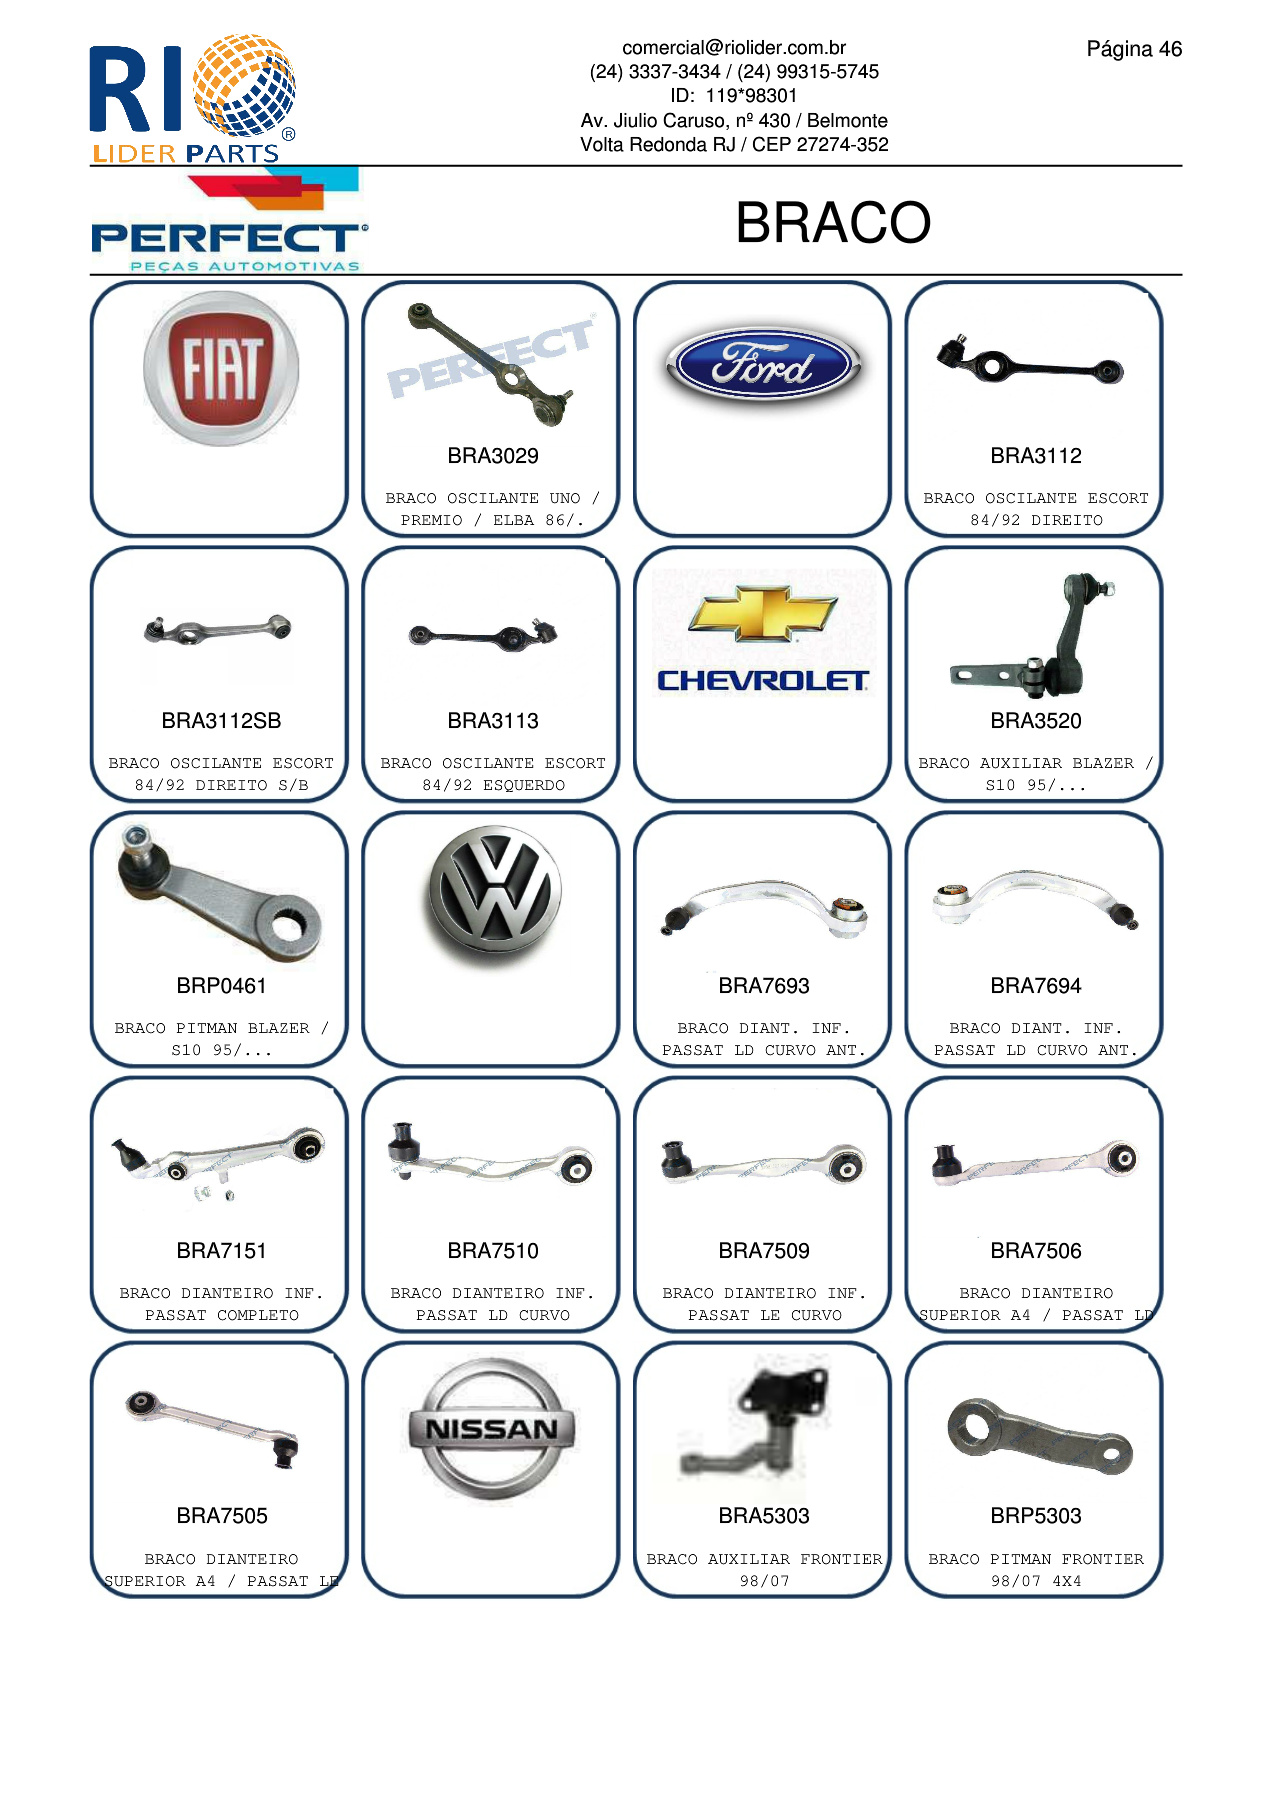 RIO
LIDER PARTS
®
comercial@riolider.com.br
(24) 3337-3434 / (24) 99315-5745
ID: 119*98301
Av. Jiulio Caruso, nº 430 / Belmonte
Volta Redonda RJ / CEP 27274-352
Página 46
PERFECT®
PEÇAS AUTOMOTIVAS
BRACO
FIAT
PERFECT®
BRA3029
BRACO OSCILANTE UNO /
PREMIO / ELBA 86/.
Ford
BRA3112
BRACO OSCILANTE ESCORT
84/92 DIREITO
BRA3112SB
BRACO OSCILANTE ESCORT
84/92 DIREITO S/B
BRA3113
BRACO OSCILANTE ESCORT
84/92 ESQUERDO
CHEVROLET
BRA3520
BRACO AUXILIAR BLAZER /
S10 95/...
BRP0461
BRACO PITMAN BLAZER /
S10 95/...
VW
BRA7693
BRACO DIANT. INF.
PASSAT LD CURVO ANT.
BRA7694
BRACO DIANT. INF.
PASSAT LD CURVO ANT.
BRA7151
BRACO DIANTEIRO INF.
PASSAT COMPLETO
BRA7510
BRACO DIANTEIRO INF.
PASSAT LD CURVO
BRA7509
BRACO DIANTEIRO INF.
PASSAT LE CURVO
BRA7506
BRACO DIANTEIRO
SUPERIOR A4 / PASSAT LD
BRA7505
BRACO DIANTEIRO
SUPERIOR A4 / PASSAT LE
NISSAN
BRA5303
BRACO AUXILIAR FRONTIER
98/07
BRP5303
BRACO PITMAN FRONTIER
98/07 4X4